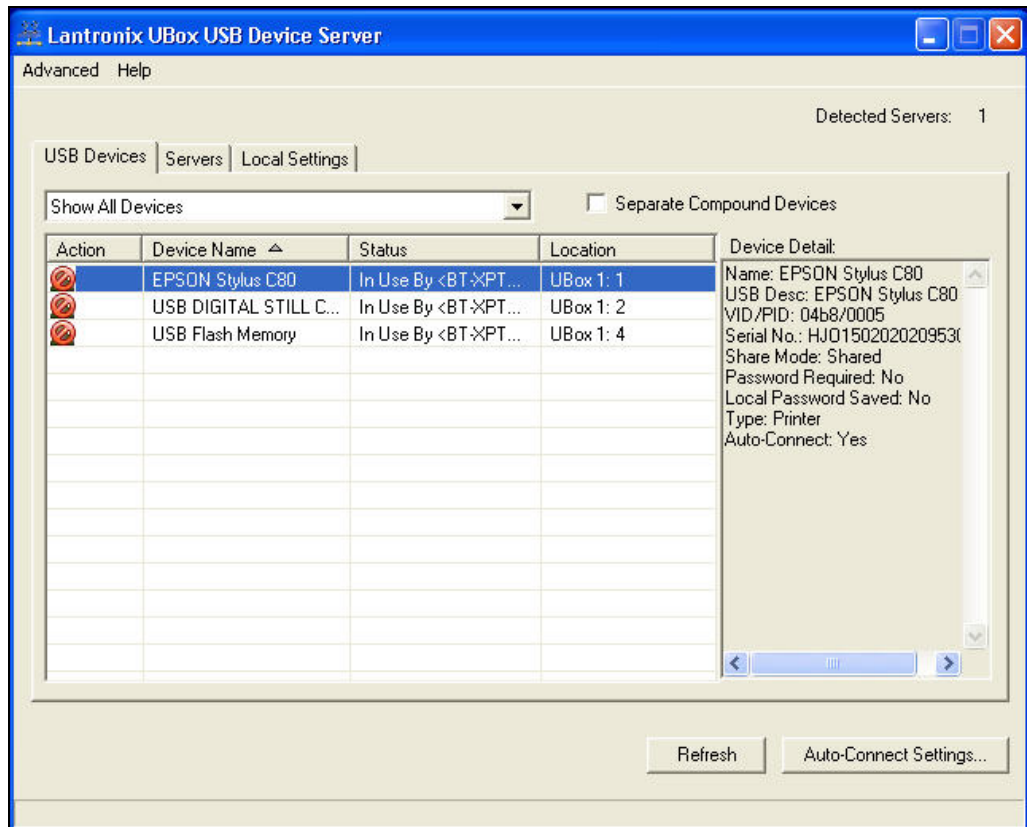 Lantronix UBox USB Device Server
Advanced Help
Detected Servers: 1
USB Devices Servers Local Settings
Show All Devices
Separate Compound Devices
Action Device Name Status Location
EPSON Stylus C80 In Use By <BT-XPT... UBox 1: 1
USB DIGITAL STILL C... In Use By <BT-XPT... UBox 1: 2
USB Flash Memory In Use By <BT-XPT... UBox 1: 4
Device Detail:
Name: EPSON Stylus C80
USB Desc: EPSON Stylus C80
VID/PID: 04b8/0005
Serial No.:
Share Mode: Shared
Password Required: No
Local Password Saved: No
Type: Printer
Auto-Connect: Yes
Refresh Auto-Connect Settings...